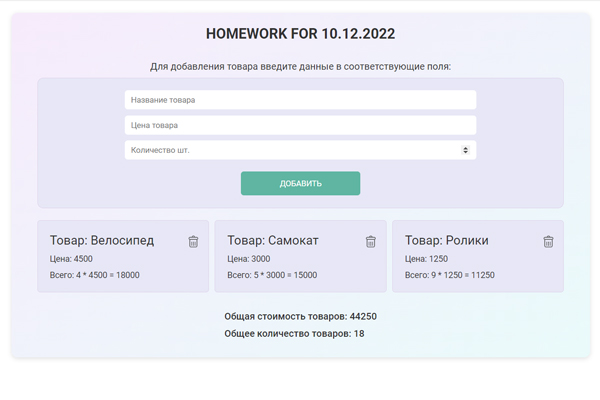 HOMEWORK FOR 10.12.2022
Для добавления товара введите данные в соответствующие поля:
Название товара
Цена товара
Количество шт.
ДОБАВИТЬ
Товар: Велосипед
Цена: 4500
Всего: 4 * 4500 = 18000
Товар: Самокат
Цена: 3000
Всего: 5 * 3000 = 15000
Товар: Ролики
Цена: 1250
Всего: 9 * 1250 = 11250
Общая стоимость товаров: 44250
Общее количество товаров: 18